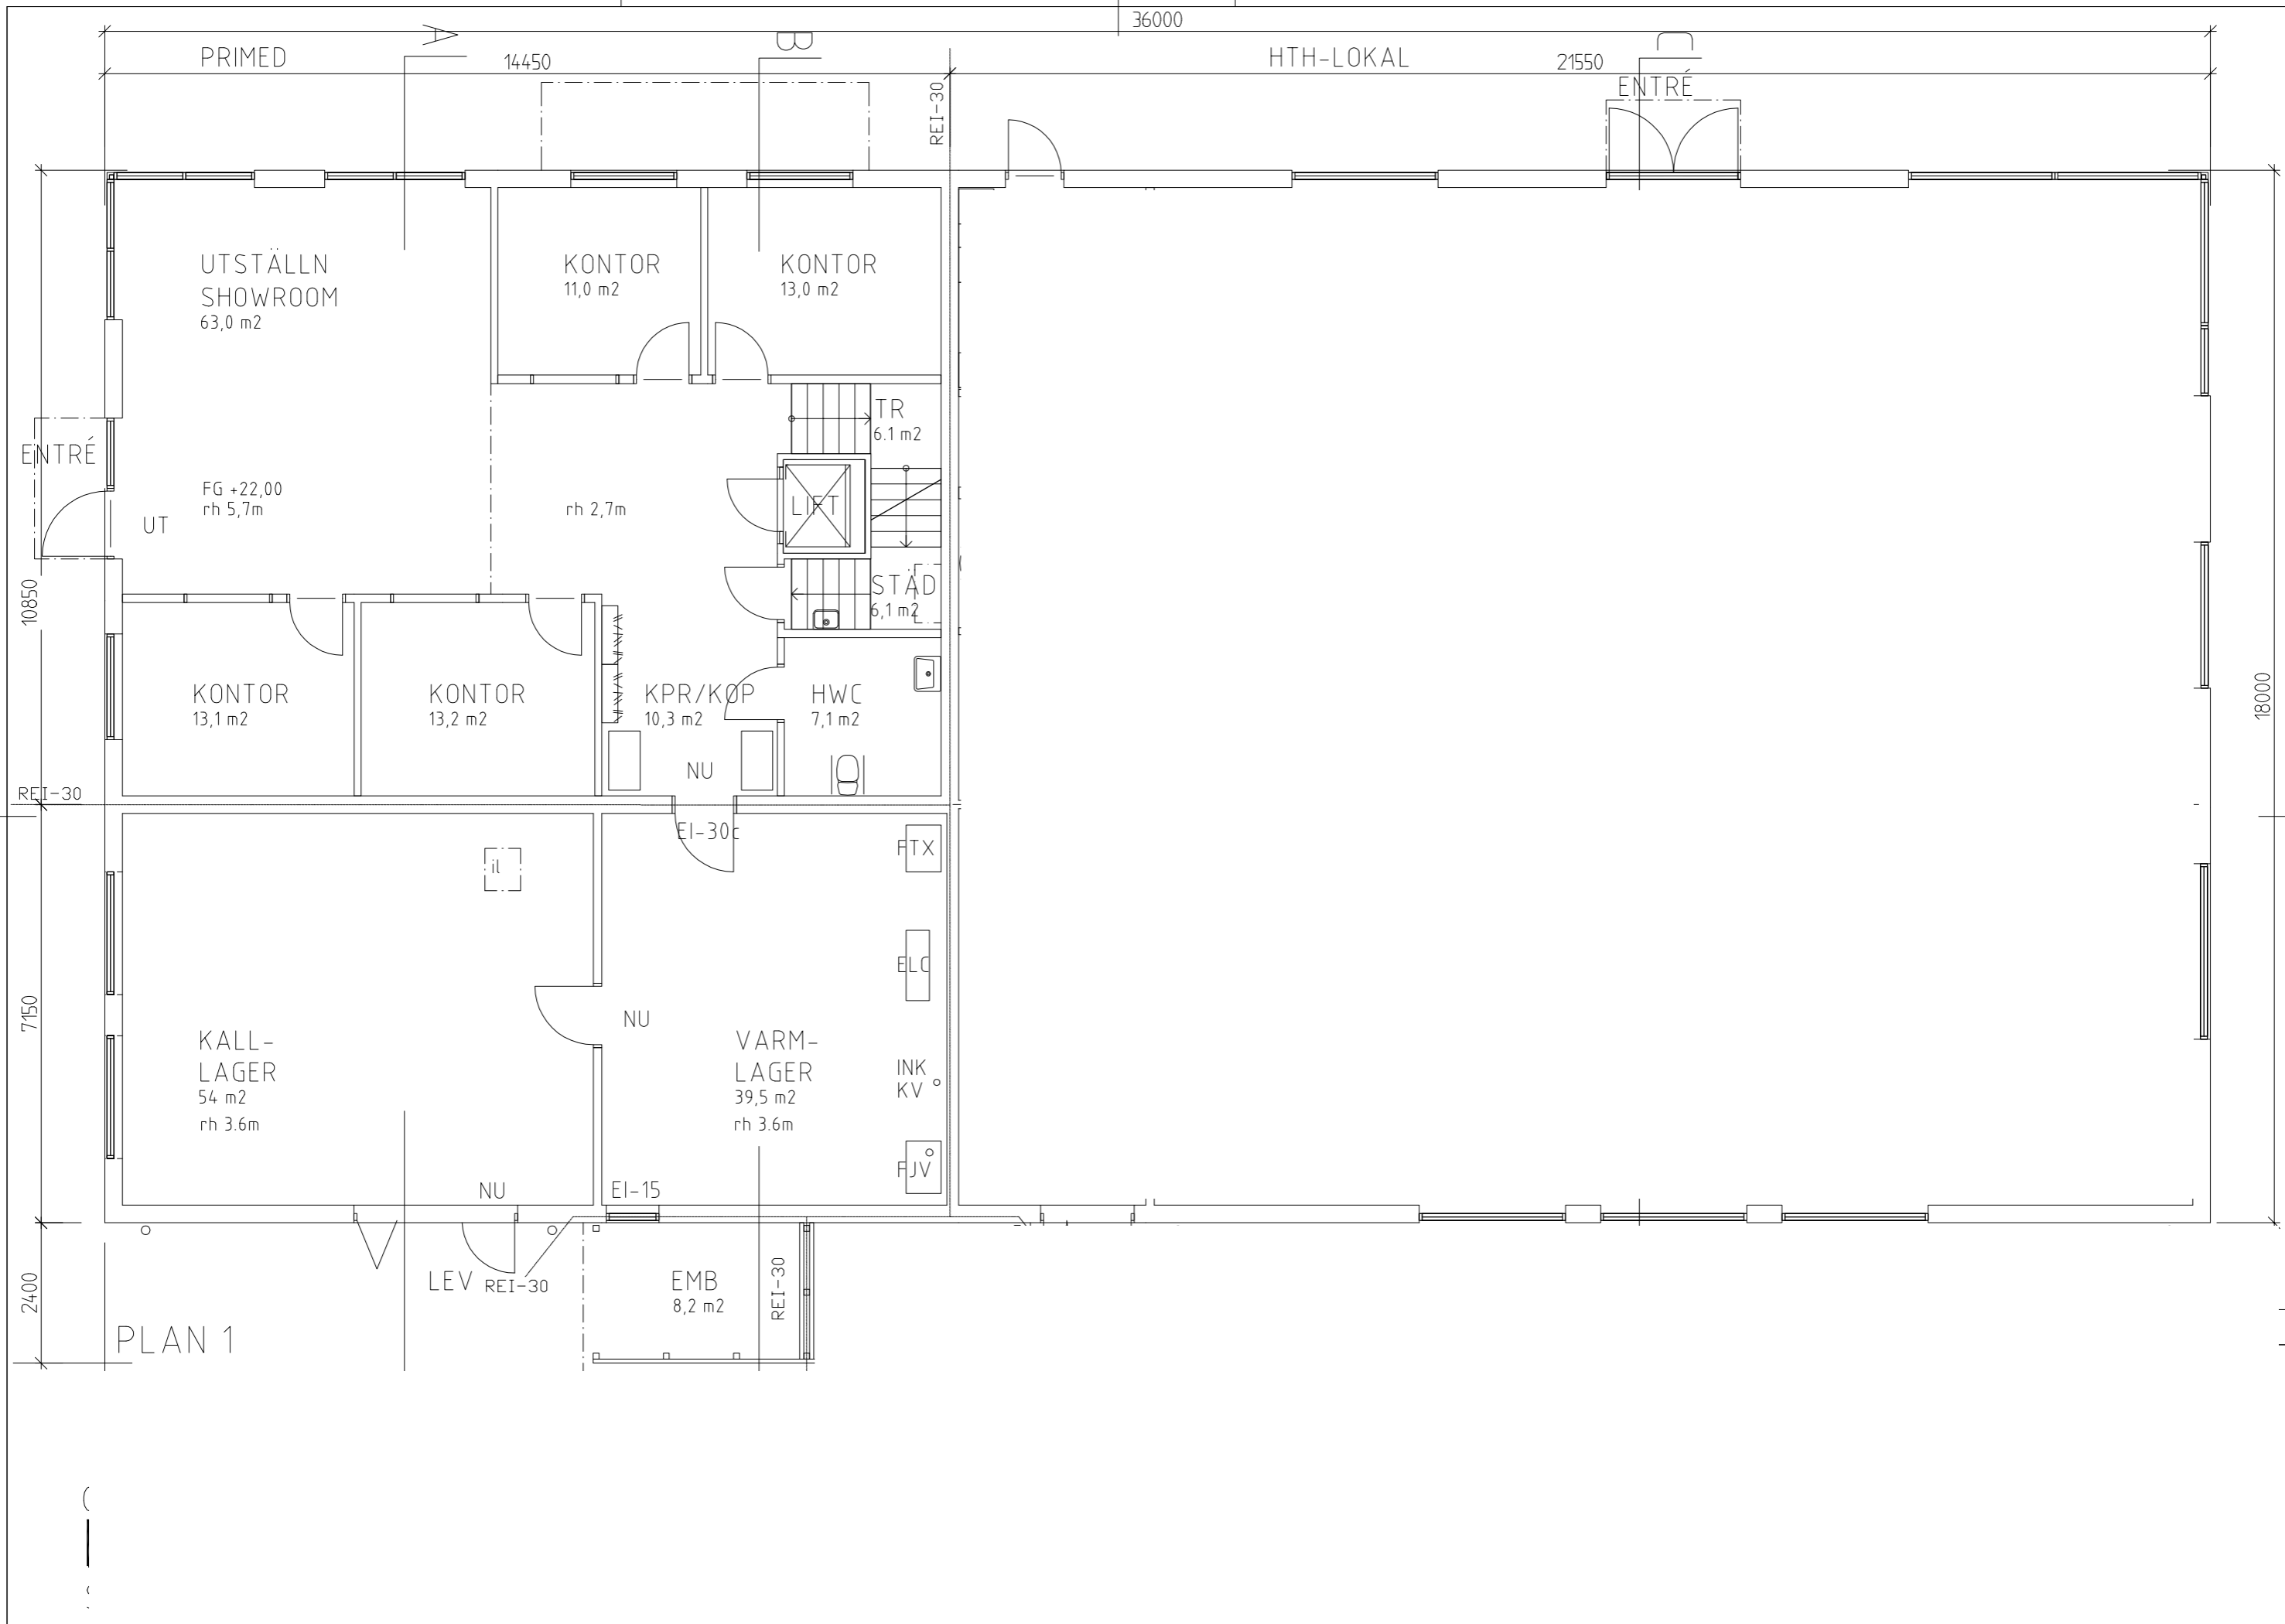 36000
PRIMED
A
14450
B
HTH-LOKAL
21550
ENTRÉ
REI-30
UTSTÄLLN
SHOWROOM
63,0 m2
KONTOR
11,0 m2
KONTOR
13,0 m2
TR
6.1 m2
ENTRÉ
FG +22,00
rh 5,7m
UT
rh 2,7m
LIFT
STÄD
6,1 m2
10850
KONTOR
13,1 m2
KONTOR
13,2 m2
KPR/KOP
10,3 m2
HWC
7,1 m2
NU
18000
REI-30
EI-30c
FTX
il
ELC
7150
NU
KALL-
LAGER
54 m2
rh 3.6m
VARM-
LAGER
39,5 m2
rh 3.6m
INK
KV
FJV
NU
EI-15
LEV
REI-30
EMB
8,2 m2
REI-30
2400
PLAN 1